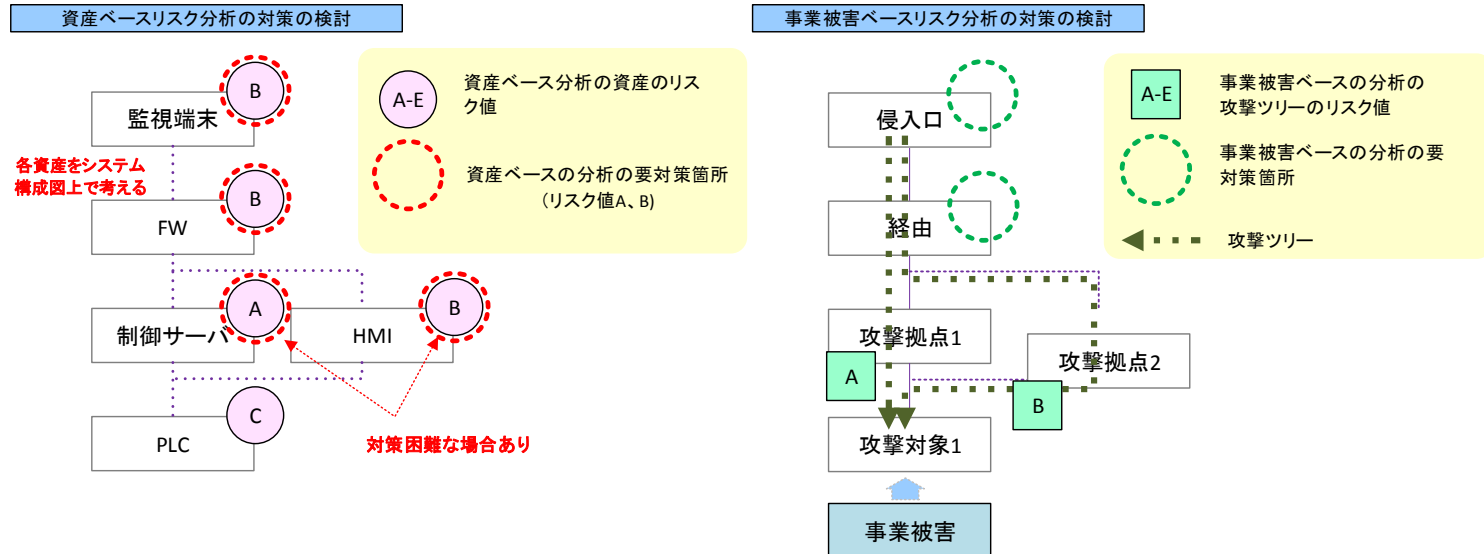 資産ベースリスク分析の対策の検討
B
監視端末
各資産をシステム
構成図上で考える
B
FW
A
制御サーバ
B
HMI
C
PLC
対策困難な場合あり
A-E
資産ベース分析の資産のリス
ク値
資産ベースの分析の要対策箇所
（リスク値A、B)
事業被害ベースリスク分析の対策の検討
侵入口
経由
攻撃拠点1
A
攻撃拠点2
B
攻撃対象1
事業被害
A-E
事業被害ベースの分析の
攻撃ツリーのリスク値
事業被害ベースの分析の要
対策箇所
攻撃ツリー